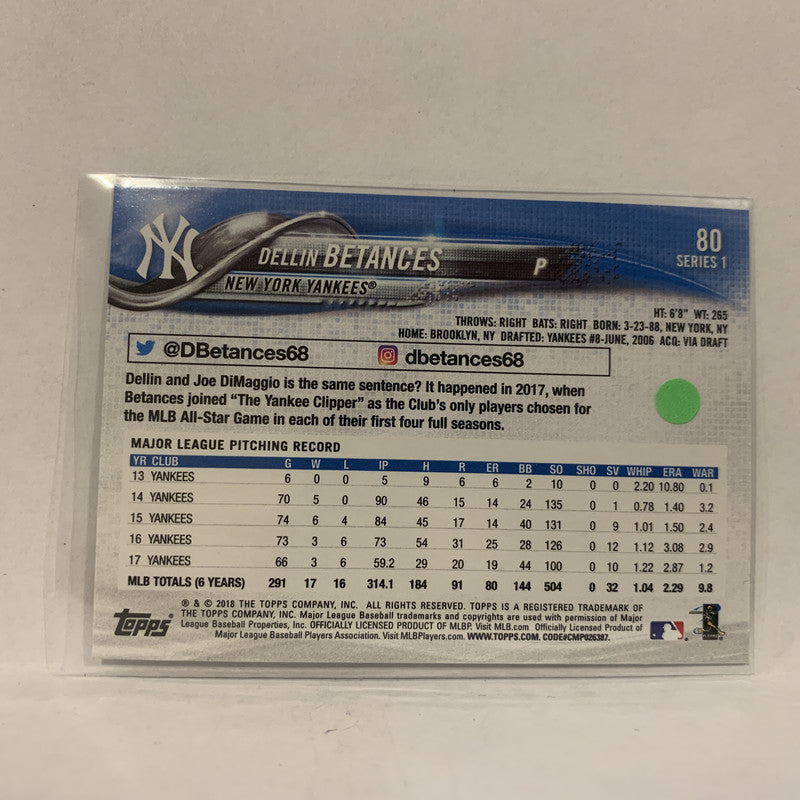 NY
DELLIN BETANCES P
NEW YORK YANKEES®
80
SERIES 1
HT: 6'8" WT: 265
THROWS: RIGHT BATS: RIGHT BORN: 3-23-88, NEW YORK, NY
HOME: BROOKLYN, NY DRAFTED: YANKEES #8-JUNE, 2006 ACQ: VIA DRAFT
@DBetances68 dbetances68
Dellin and Joe DiMaggio is the same sentence? It happened in 2017, when
Betances joined "The Yankee Clipper" as the Club's only players chosen for
the MLB All-Star Game in each of their first four full seasons.
MAJOR LEAGUE PITCHING RECORD
YR CLUB G W L IP H R ER BB SO SHO SV WHIP ERA WAR
13 YANKEES 6 0 0 5 9 6 6 2 10 0 0 2.20 10.80 0.1
14 YANKEES 70 5 0 90 46 15 14 24 135 0 1 0.78 1.40 3.2
15 YANKEES 74 6 4 84 45 17 14 40 131 0 9 1.01 1.50 2.4
16 YANKEES 73 3 6 73 54 31 25 28 126 0 12 1.12 3.08 2.9
17 YANKEES 66 3 6 59.2 29 20 19 44 100 0 10 1.22 2.87 1.2
MLB TOTALS (6 YEARS) 291 17 16 314.1 184 91 80 144 504 0 32 1.04 2.29 9.8
topps
® & © 2018 THE TOPPS COMPANY, INC. ALL RIGHTS RESERVED. TOPPS IS A REGISTERED TRADEMARK OF
THE TOPPS COMPANY, INC. Major League Baseball trademarks and copyrights are used with permission of Major
League Baseball Properties, Inc. OFFICIALLY LICENSED PRODUCT OF MLBP. Visit MLB.com Officially Licensed Product of
Major League Baseball Players Association. Visit MLBPlayers.com. WWW.TOPPS.COM. CODE#CMP026387.